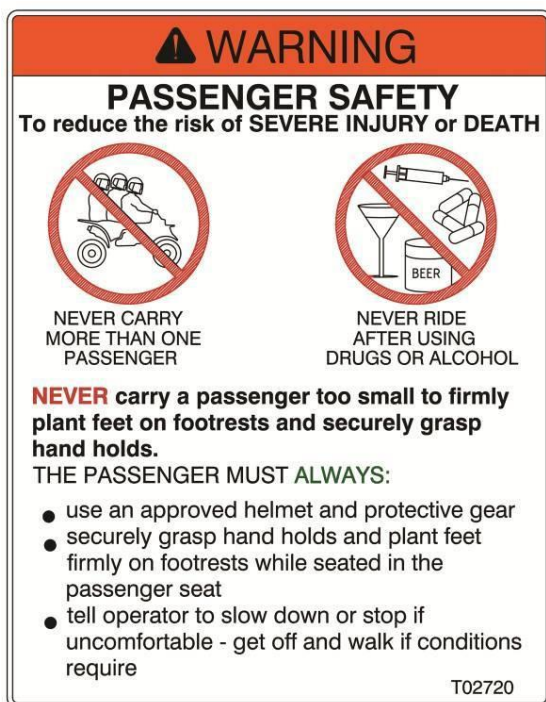 WARNING
PASSENGER SAFETY
To reduce the risk of SEVERE INJURY or DEATH
BEER
NEVER CARRY
MORE THAN ONE
PASSENGER
NEVER RIDE
AFTER USING
DRUGS OR ALCOHOL
NEVER carry a passenger too small to firmly
plant feet on footrests and securely grasp
hand holds.
THE PASSENGER MUST ALWAYS:
● use an approved helmet and protective gear
● securely grasp hand holds and plant feet
firmly on footrests while seated in the
passenger seat
● tell operator to slow down or stop if
uncomfortable - get off and walk if conditions
require
T02720